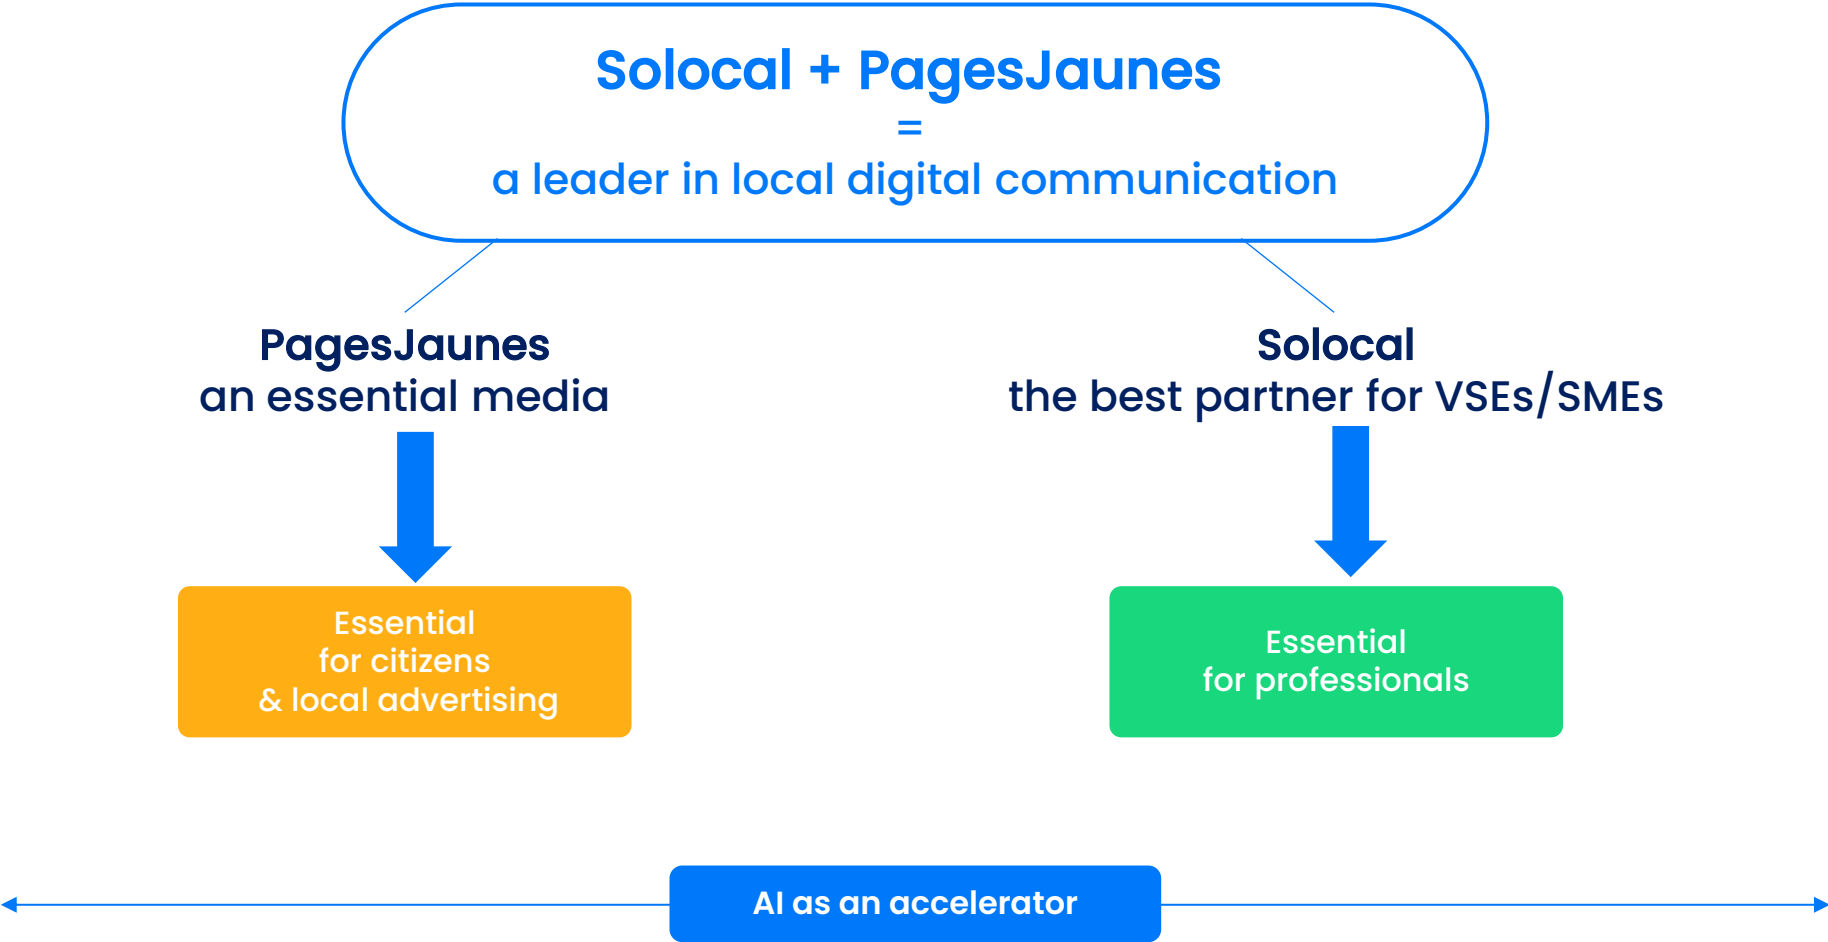 Solocal + PagesJaunes
=
a leader in local digital communication
PagesJaunes
an essential media
Solocal
the best partner for VSEs/SMEs
Essential
for citizens
& local advertising
Essential
for professionals
AI as an accelerator